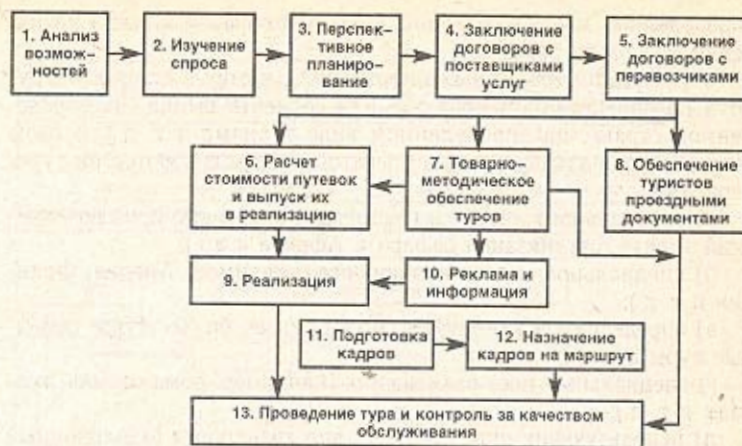 1. Анализ
возмож-
ностей
2. Изучение
спроса
3. Перспек-
тивное
планиро-
вание
4. Заключение
договоров с
поставщиками
услуг
5. Заключение
договоров с
перевозчиками
6. Расчет
стоимости путевок
и выпуск их
в реализацию
7. Товарно-
методическое
обеспечение
туров
8. Обеспечение
туристов
проездными
документами
9. Реализация
10. Реклама и
информация
11. Подготовка
кадров
12. Назначение
кадров на маршрут
13. Проведение тура и контроль за качеством
обслуживания